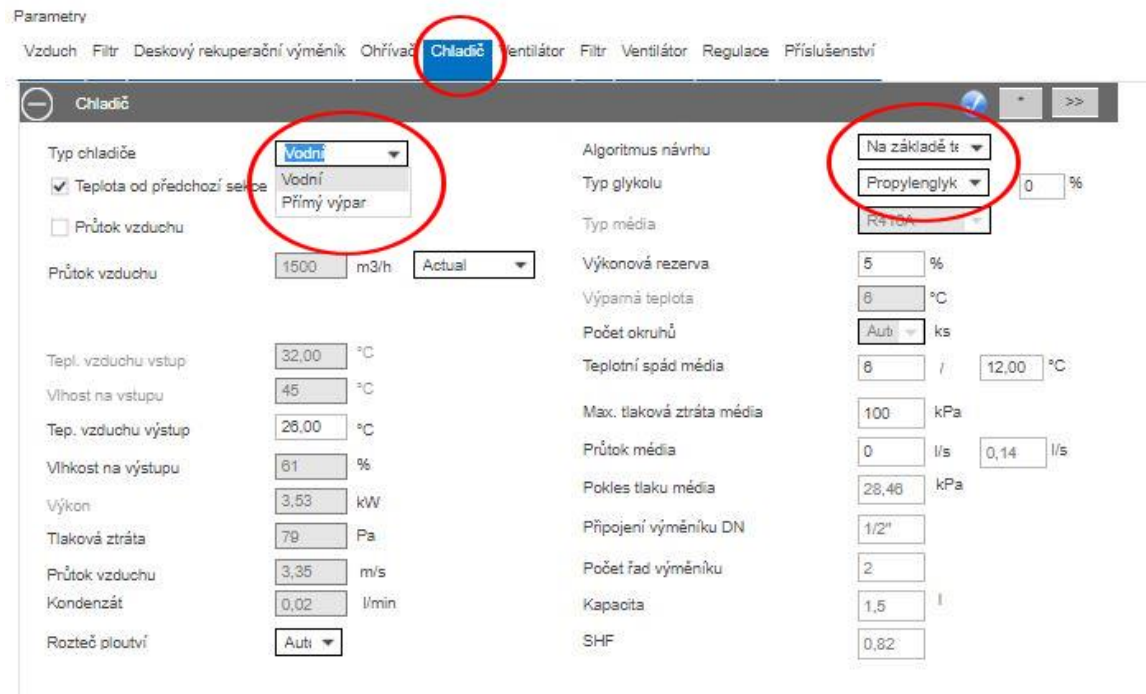 Parametry
Vzduch Filtr Deskový rekuperační výměník Ohřívač Chladič Ventilátor Filtr Ventilátor Regulace Příslušenství
Chladič * >>
Typ chladiče Vodní
Vodní
Přímý výpar
Teplota od předchozí sekce
Průtok vzduchu
Průtok vzduchu 1500 m3/h Actual
Tepl. vzduchu vstup 32,00 °C
Vlhost na vstupu 45 °C
Tep. vzduchu výstup 26,00 °C
Vlhkost na výstupu 61 %
Výkon 3,53 kW
Tlaková ztráta 79 Pa
Průtok vzduchu 3,35 m/s
Kondenzát 0,02 l/min
Rozteč ploutví Auti
Algoritmus návrhu Na základě te
Typ glykolu Propylenglyk 0 %
Typ média R410A
Výkonová rezerva 5 %
Výparná teplota 6 °C
Počet okruhů Auti ks
Teplotní spád média 6 / 12,00 °C
Max. tlaková ztráta média 100 kPa
Průtok média 0 l/s 0,14 l/s
Pokles tlaku média 28,46 kPa
Připojení výměníku DN 1/2"
Počet řad výměníku 2
Kapacita 1,5 l
SHF 0,82